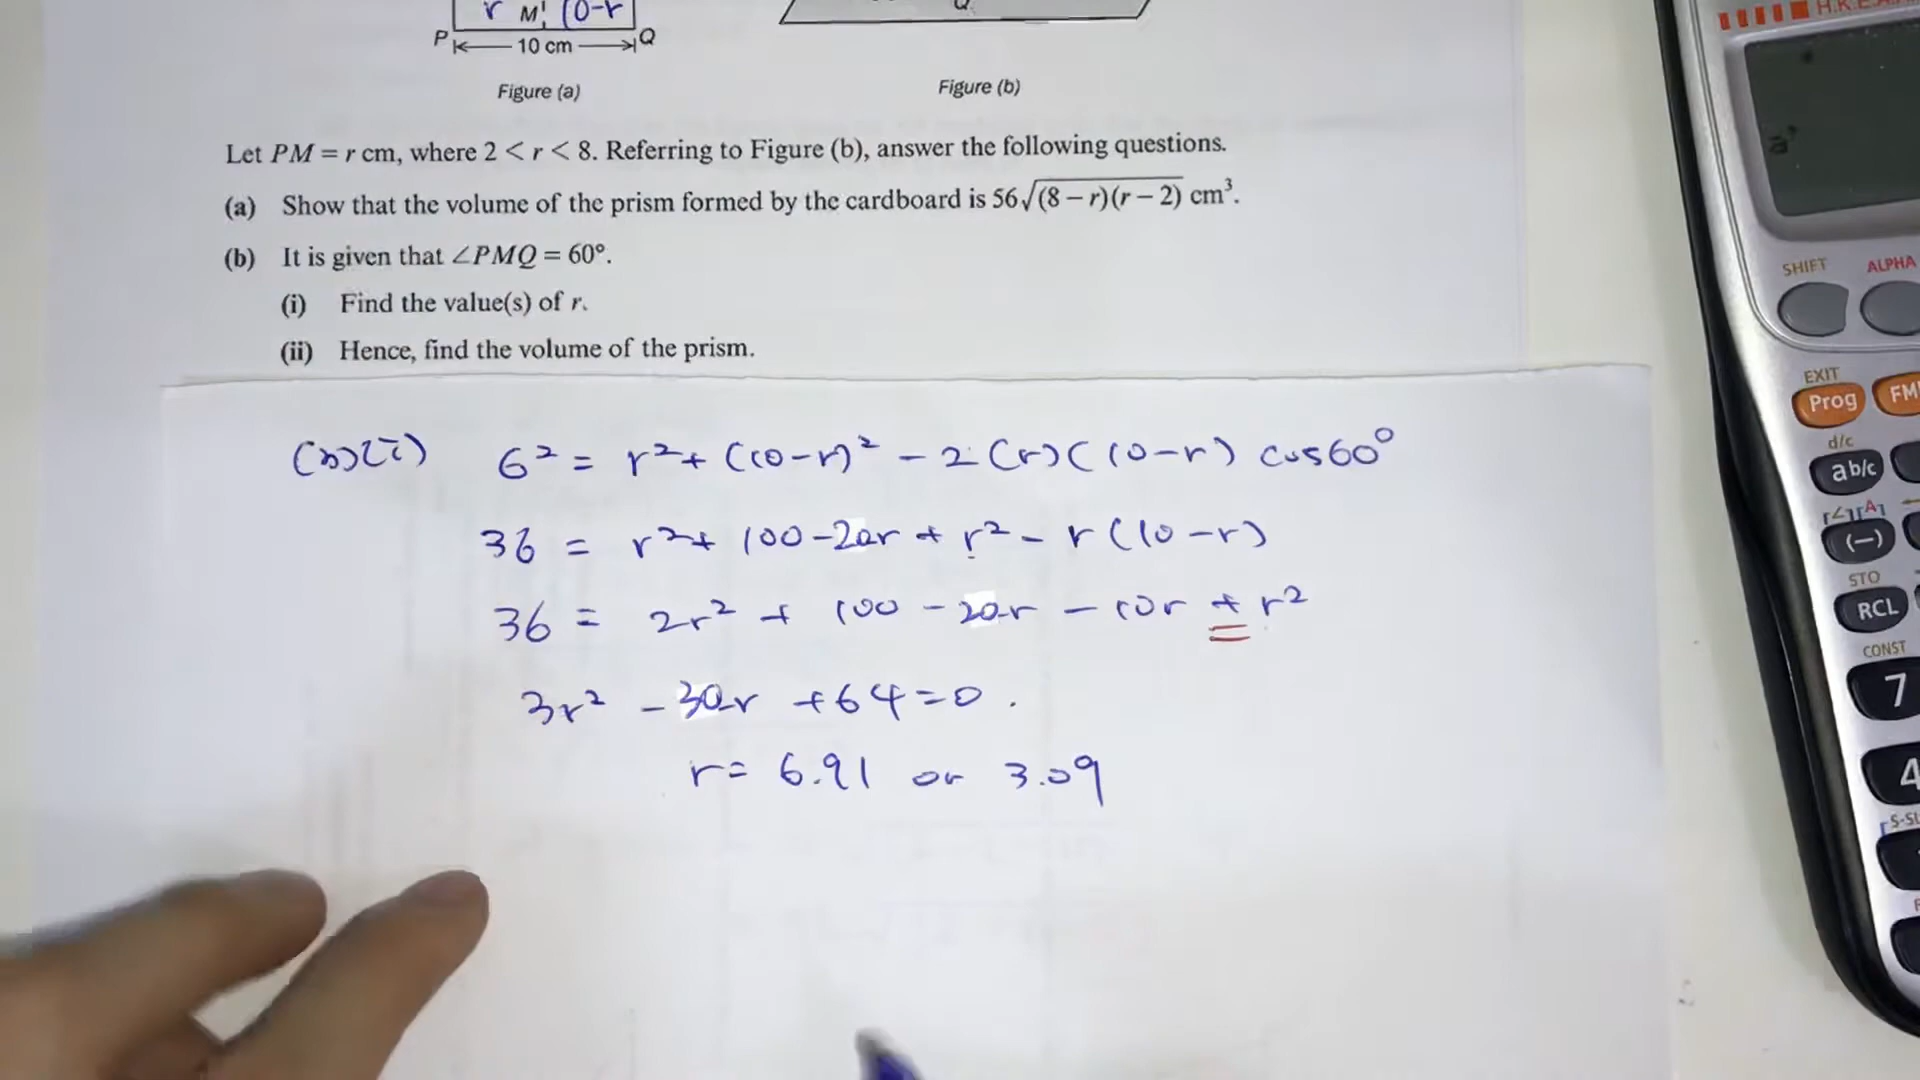 r M (10-r
P 10 cm Q
Figure (a)
Figure (b)
Let PM = r cm, where 2 < r < 8. Referring to Figure (b), answer the following questions.
(a) Show that the volume of the prism formed by the cardboard is 56√(8 – r)(r – 2) cm³.
(b) It is given that ∠PMQ = 60°.
(i) Find the value(s) of r.
(ii) Hence, find the volume of the prism.
(b)(i) 6² = r² + (10-r)² - 2(r)(10-r) cos60°
36 = r² + 100 - 20r + r² - r(10-r)
36 = 2r² + 100 - 20r - 10r + r²
3r² - 30r + 64 = 0.
r = 6.91 or 3.09
SHIFT ALPHA
EXIT
Prog FM
d/c
ab/c
(—)
STO
RCL
CONST
7
4